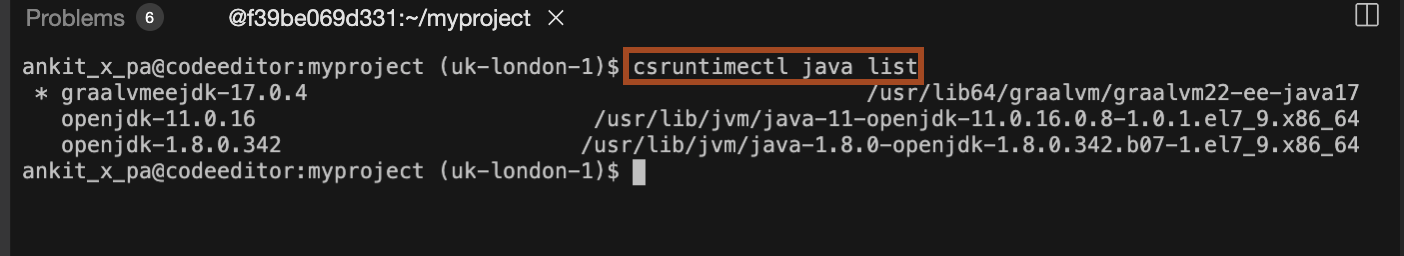 Problems 6 @f39be069d331:~/myproject ×
ankit_x_pa@codeeditor:myproject (uk-london-1)$ csruntimectl java list
* graalvmeejdk-17.0.4 /usr/lib64/graalvm/graalvm22-ee-java17
openjdk-11.0.16 /usr/lib/jvm/java-11-openjdk-11.0.16.0.8-1.0.1.el7_9.x86_64
openjdk-1.8.0.342 /usr/lib/jvm/java-1.8.0-openjdk-1.8.0.342.b07-1.el7_9.x86_64
ankit_x_pa@codeeditor:myproject (uk-london-1)$